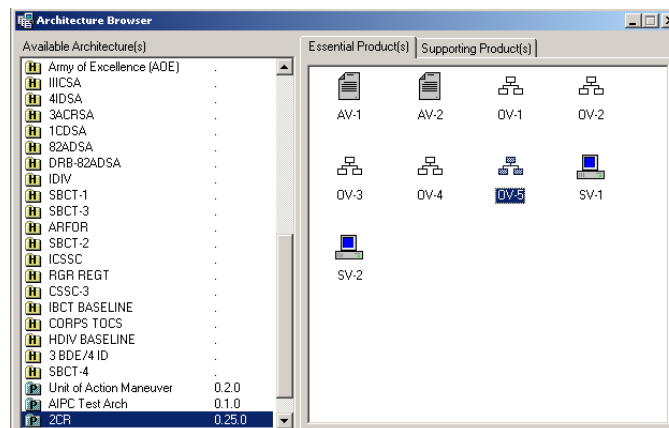 Architecture Browser
Available Architecture(s)
Army of Excellence (AOE) .
IIICSA .
4IDSA .
3ACRSA .
1CDSA .
82ADSA .
DRB-82ADSA .
IDIV .
SBCT-1 .
SBCT-3 .
ARFOR .
SBCT-2 .
ICSSC .
RGR REGT .
CSSC-3 .
IBCT BASELINE .
CORPS TOCS .
HDIV BASELINE .
3 BDE/4 ID .
SBCT-4 .
Unit of Action Maneuver 0.2.0
AIPC Test Arch 0.1.0
2CR 0.25.0
Essential Product(s) Supporting Product(s)
AV-1 AV-2 OV-1 OV-2
OV-3 OV-4 OV-5 SV-1
SV-2